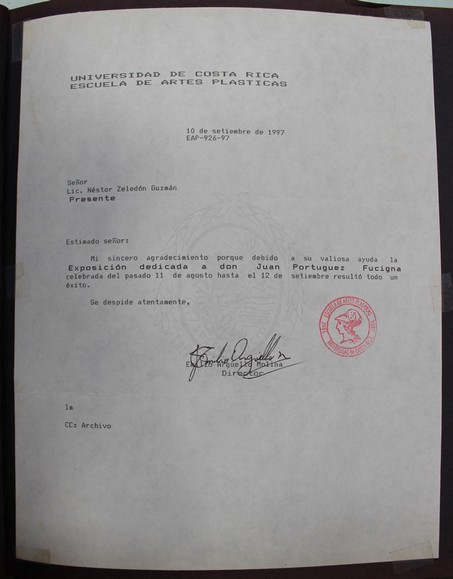 UNIVERSIDAD DE COSTA RICA
ESCUELA DE ARTES PLASTICAS
10 de setiembre de 1997
EAP-926-97
Señor
Lic. Néstor Zeledón Guzmán
Presente
Estimado señor:
Mi sincero agradecimiento porque debido a su valiosa ayuda la
Exposición dedicada a don Juan Portuguez Fucigna
celebrada del pasado 11 de agosto hasta el 12 de setiembre resultó todo un
éxito.
Se despide atentamente,
Emilio Argüello Molina
Director
lm
CC: Archivo